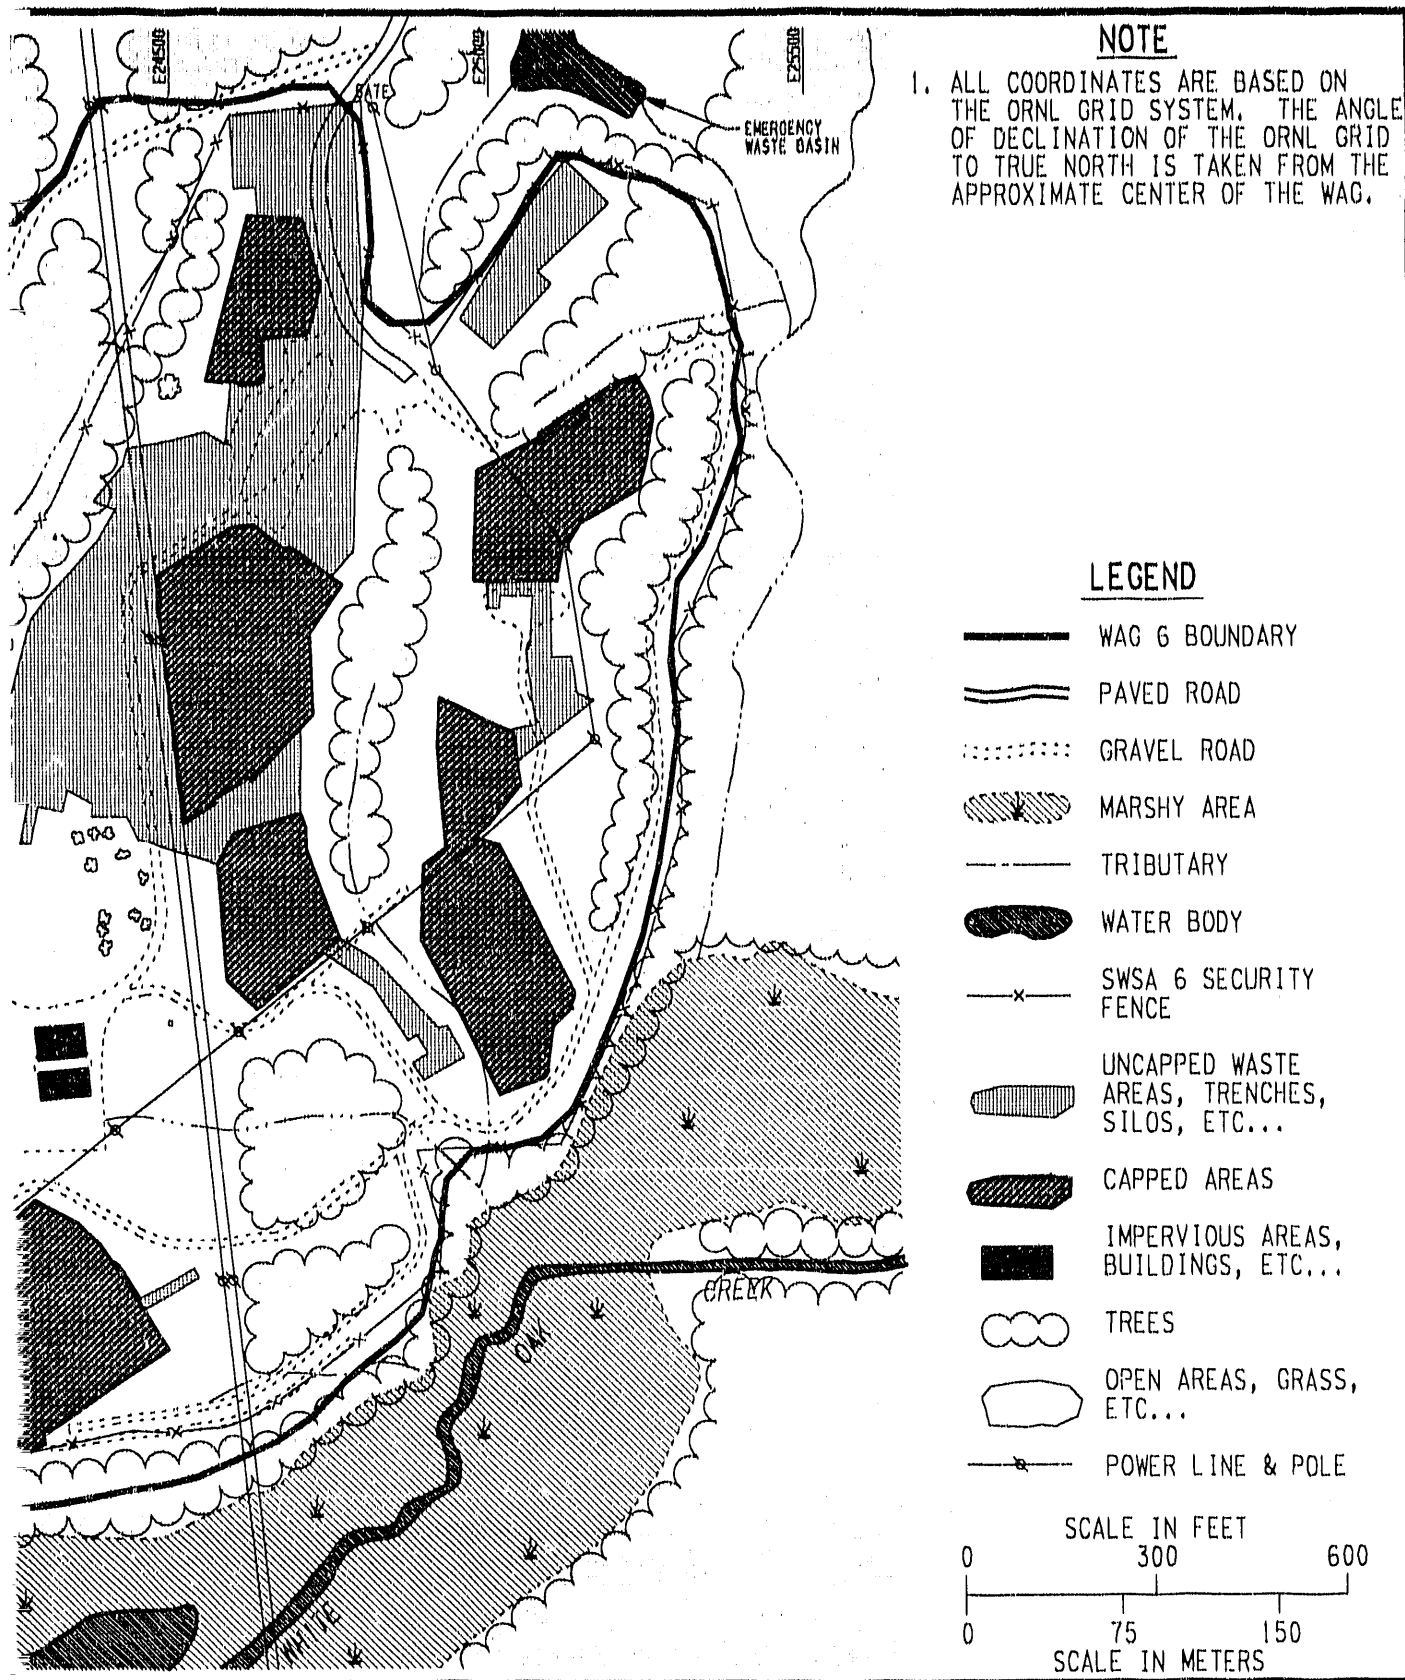 E24500
E25000
E25500
GATE
EMERGENCY
WASTE BASIN
CREEK
OAK
WHITE
NOTE
1. ALL COORDINATES ARE BASED ON
THE ORNL GRID SYSTEM. THE ANGLE
OF DECLINATION OF THE ORNL GRID
TO TRUE NORTH IS TAKEN FROM THE
APPROXIMATE CENTER OF THE WAG.
LEGEND
WAG 6 BOUNDARY
PAVED ROAD
GRAVEL ROAD
MARSHY AREA
TRIBUTARY
WATER BODY
SWSA 6 SECURITY
FENCE
UNCAPPED WASTE
AREAS, TRENCHES,
SILOS, ETC...
CAPPED AREAS
IMPERVIOUS AREAS,
BUILDINGS, ETC...
TREES
OPEN AREAS, GRASS,
ETC...
POWER LINE & POLE
SCALE IN FEET
0 300 600
0 75 150
SCALE IN METERS